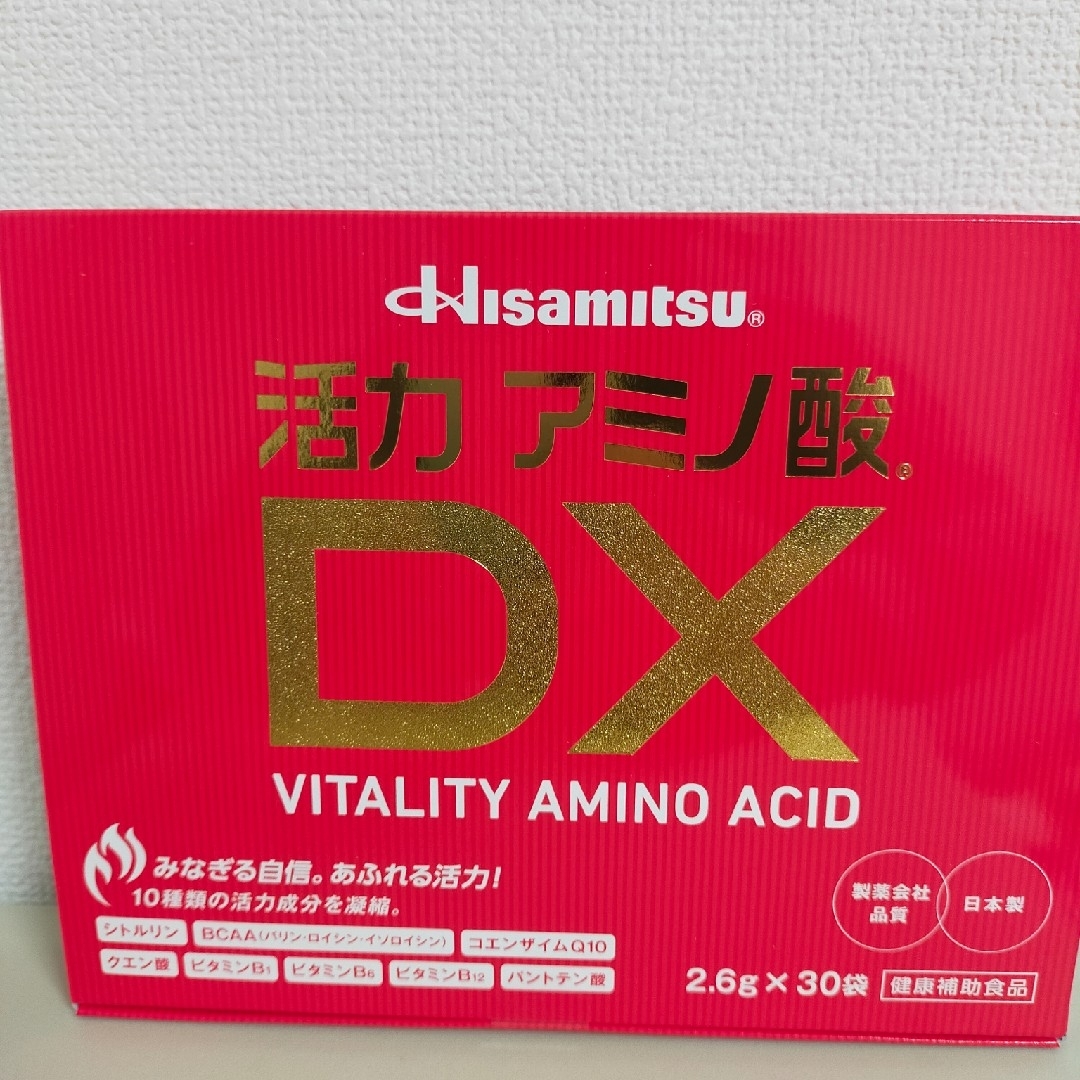 Hisamitsu®
活力 アミノ酸®
DX
VITALITY AMINO ACID
みなぎる自信。あふれる活力!
10種類の活力成分を凝縮。
シトルリン BCAA(バリン・ロイシン・イソロイシン) コエンザイムQ10
クエン酸 ビタミンB1 ビタミンB6 ビタミンB12 パントテン酸
製薬会社
品質
日本製
2.6g×30袋 健康補助食品